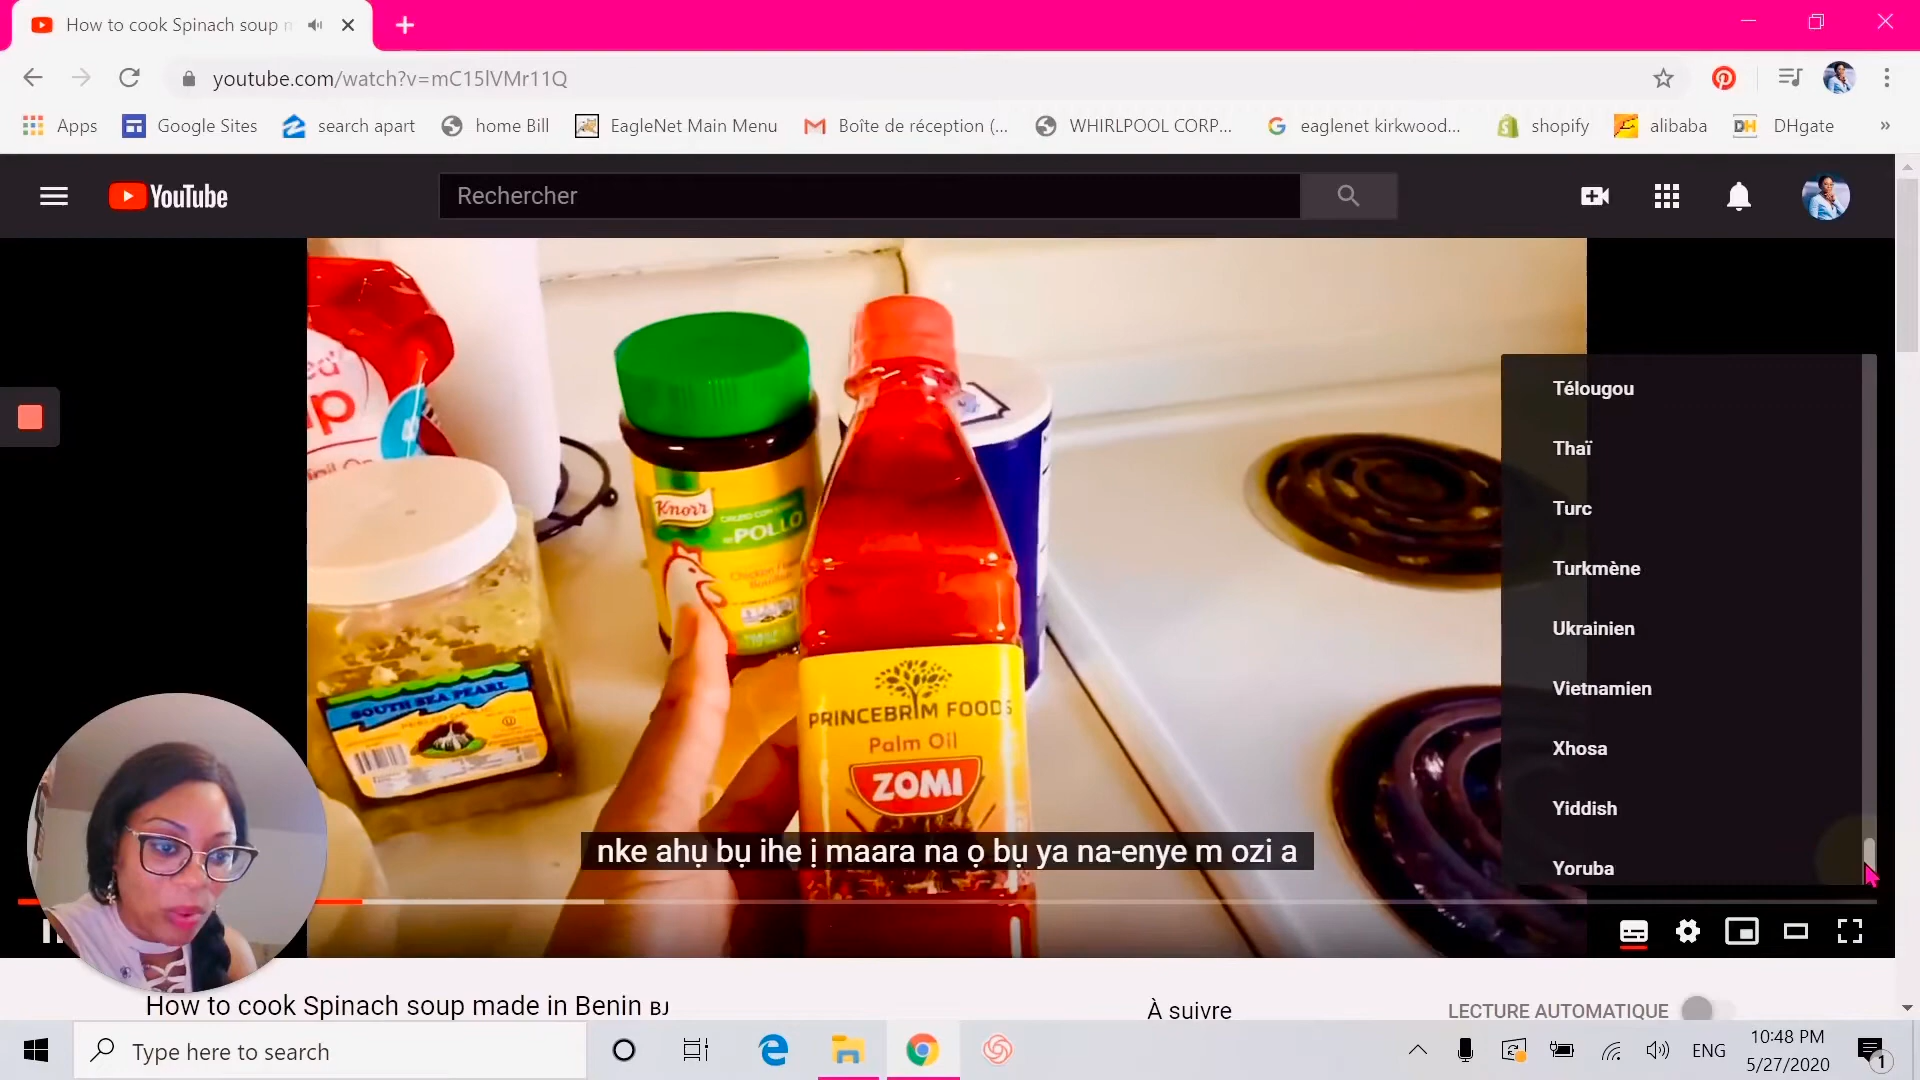 How to cook Spinach soup m
youtube.com/watch?v=mC15lVMr11Q
Apps
Google Sites
search apart
home Bill
EagleNet Main Menu
Boîte de réception (...
WHIRLPOOL CORP...
eaglenet kirkwood...
shopify
alibaba
DH
DHgate
»
YouTube
Rechercher
Knorr
POLLO
SOUTH SEA PEARL
PRINCEBRIM FOODS
Palm Oil
ZOMI
nke ahụ bụ ihe ị maara na ọ bụ ya na-enye m ozi a
Télougou
Thaï
Turc
Turkmène
Ukrainien
Vietnamien
Xhosa
Yiddish
Yoruba
How to cook Spinach soup made in Benin BJ
À suivre
LECTURE AUTOMATIQUE
Type here to search
ENG
10:48 PM
5/27/2020
1